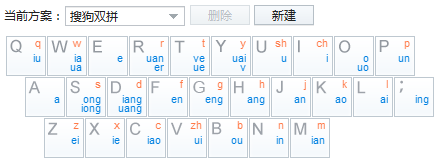 当前方案： 搜狗双拼 删除 新建
Q q iu W w ia ua E e R r uan er T t ve ue Y y uai v U sh u I ch i O o uo P p un
A a S s ong iong D d iang uang F f en G g eng H h ang J j an K k ao L l ai ; ing
Z z ei X x ie C c iao V zh ui B b ou N n in M m ian